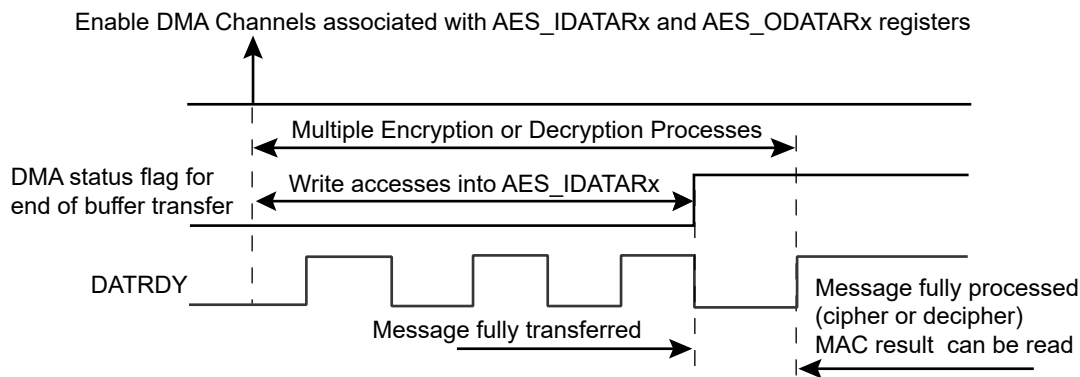 Enable DMA Channels associated with AES_IDATARx and AES_ODATARx registers
Multiple Encryption or Decryption Processes
DMA status flag for
end of buffer transfer
Write accesses into AES_IDATARx
DATRDY
Message fully transferred
Message fully processed
(cipher or decipher)
MAC result can be read